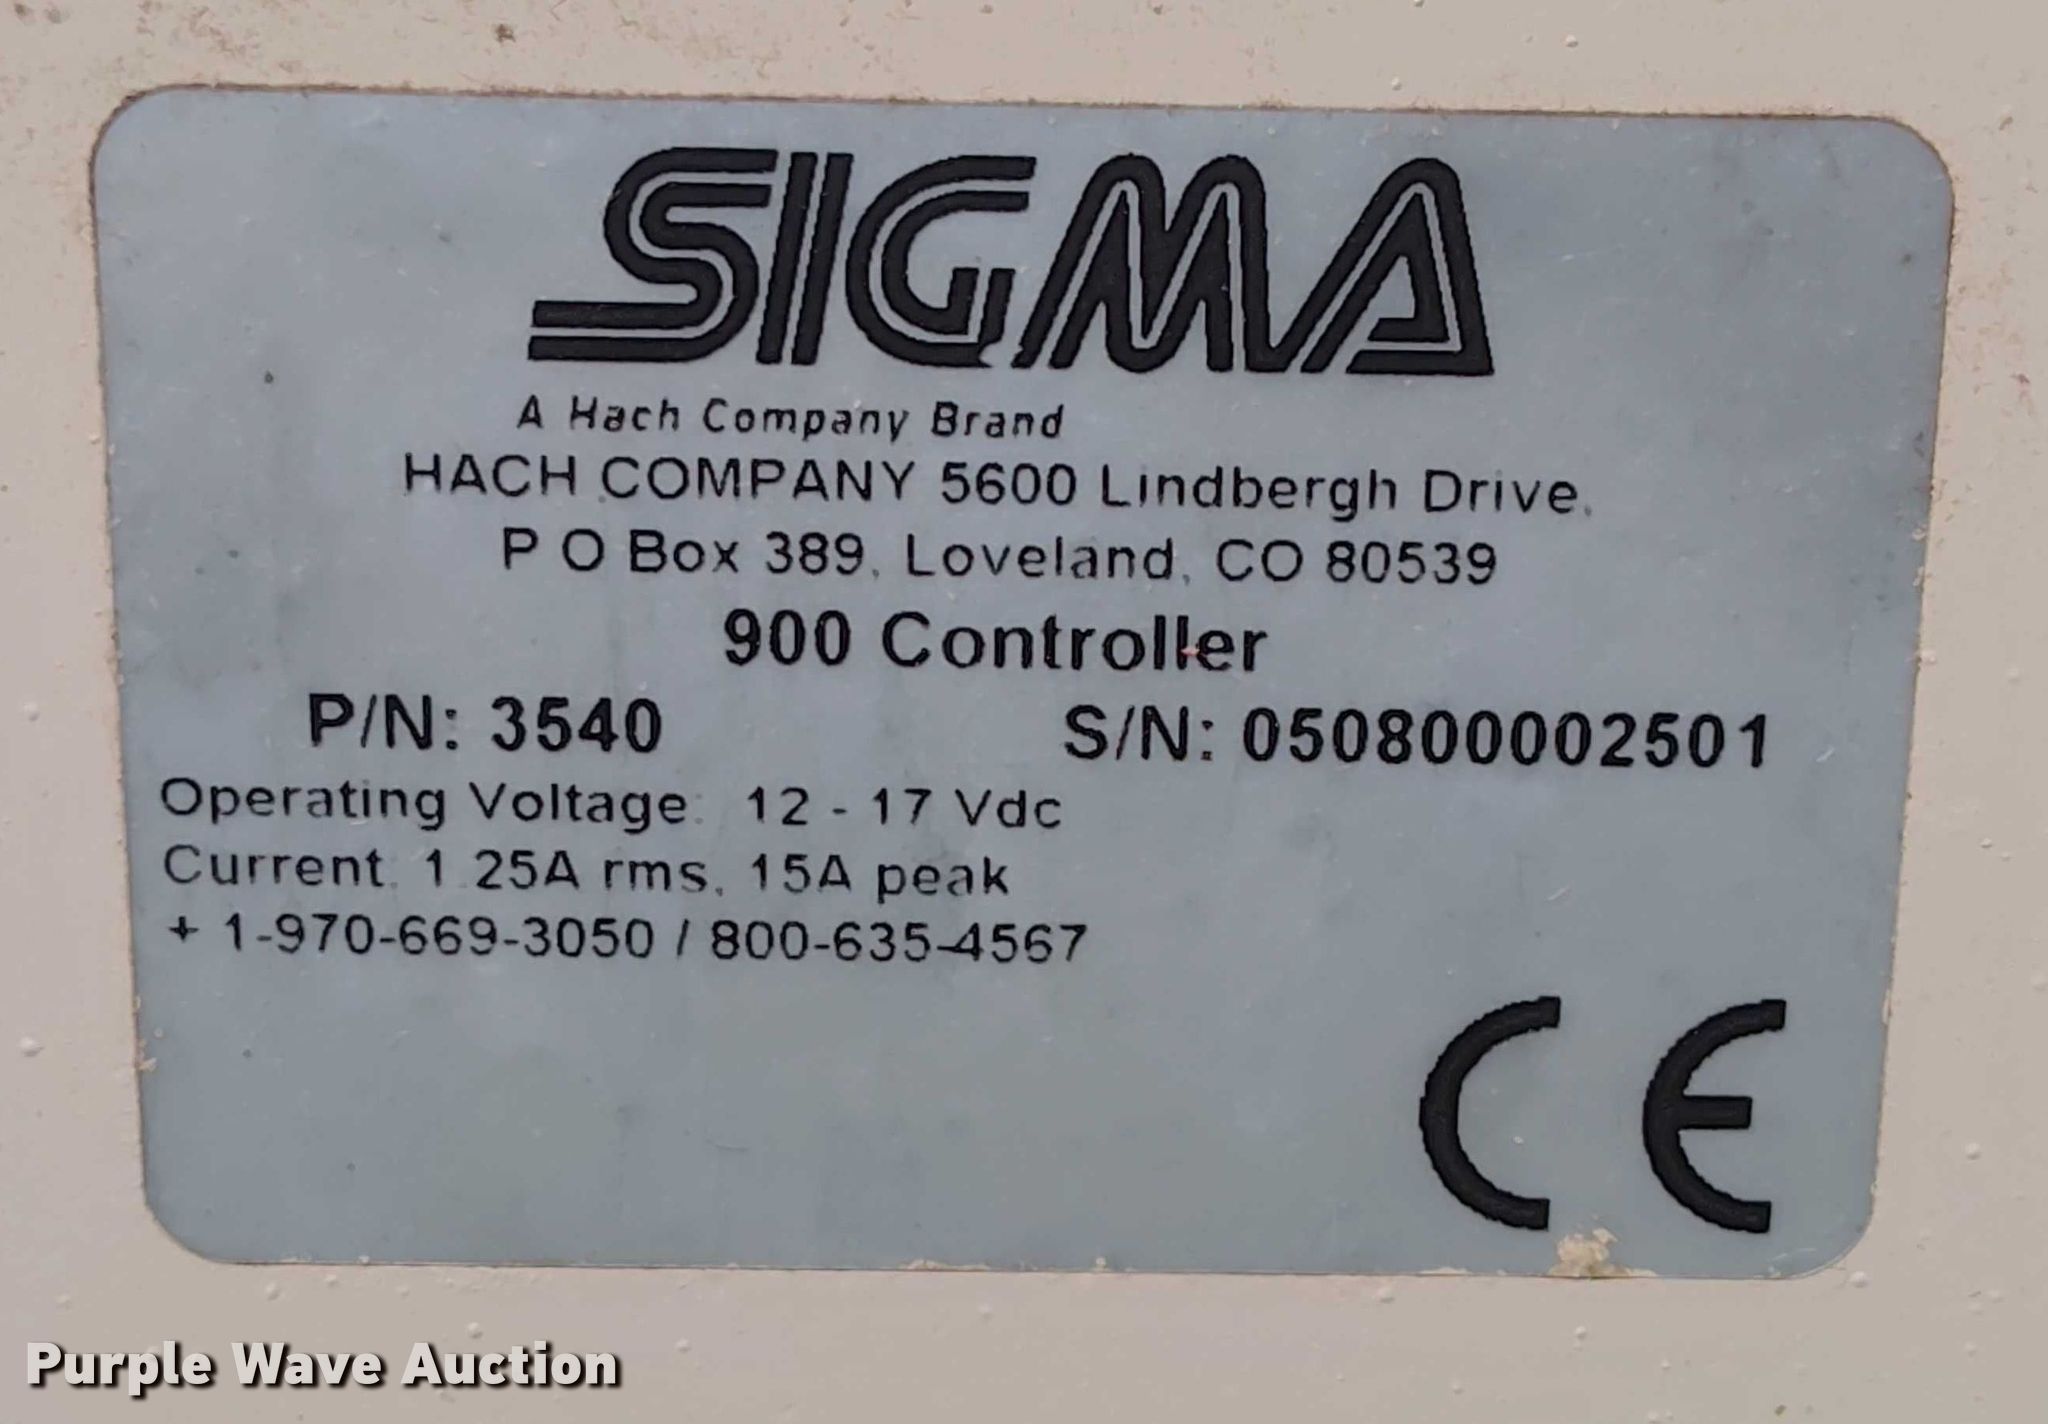 SIGMA
A Hach Company Brand
HACH COMPANY 5600 Lindbergh Drive,
P O Box 389, Loveland, CO 80539
900 Controller
P/N: 3540 S/N: 050800002501
Operating Voltage: 12 - 17 Vdc
Current: 1.25A rms, 15A peak
+ 1-970-669-3050 / 800-635-4567
CE
Purple Wave Auction